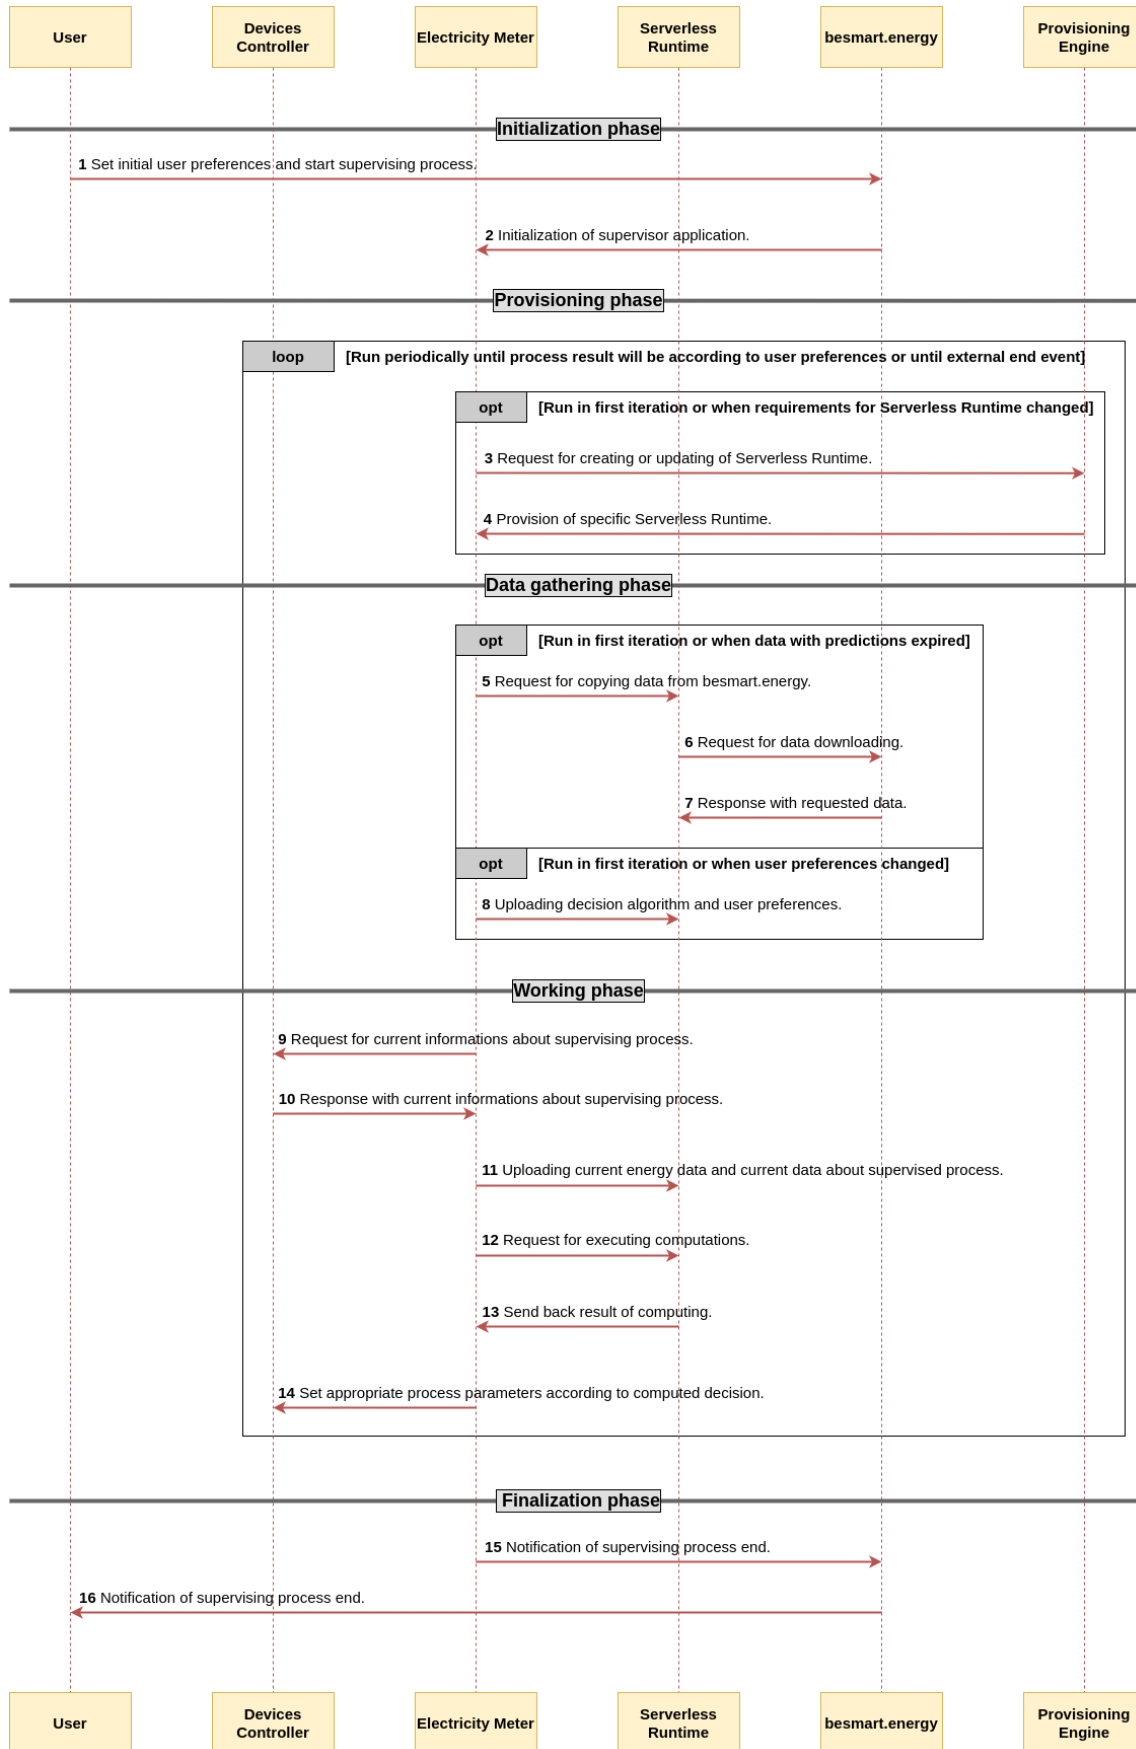 User
Devices
Controller
Electricity Meter
Serverless
Runtime
besmart.energy
Provisioning
Engine
Initialization phase
1 Set initial user preferences and start supervising process.
2 Initialization of supervisor application.
Provisioning phase
loop [Run periodically until process result will be according to user preferences or until external end event]
opt [Run in first iteration or when requirements for Serverless Runtime changed]
3 Request for creating or updating of Serverless Runtime.
4 Provision of specific Serverless Runtime.
Data gathering phase
opt [Run in first iteration or when data with predictions expired]
5 Request for copying data from besmart.energy.
6 Request for data downloading.
7 Response with requested data.
opt [Run in first iteration or when user preferences changed]
8 Uploading decision algorithm and user preferences.
Working phase
9 Request for current informations about supervising process.
10 Response with current informations about supervising process.
11 Uploading current energy data and current data about supervised process.
12 Request for executing computations.
13 Send back result of computing.
14 Set appropriate process parameters according to computed decision.
Finalization phase
15 Notification of supervising process end.
16 Notification of supervising process end.
User
Devices
Controller
Electricity Meter
Serverless
Runtime
besmart.energy
Provisioning
Engine